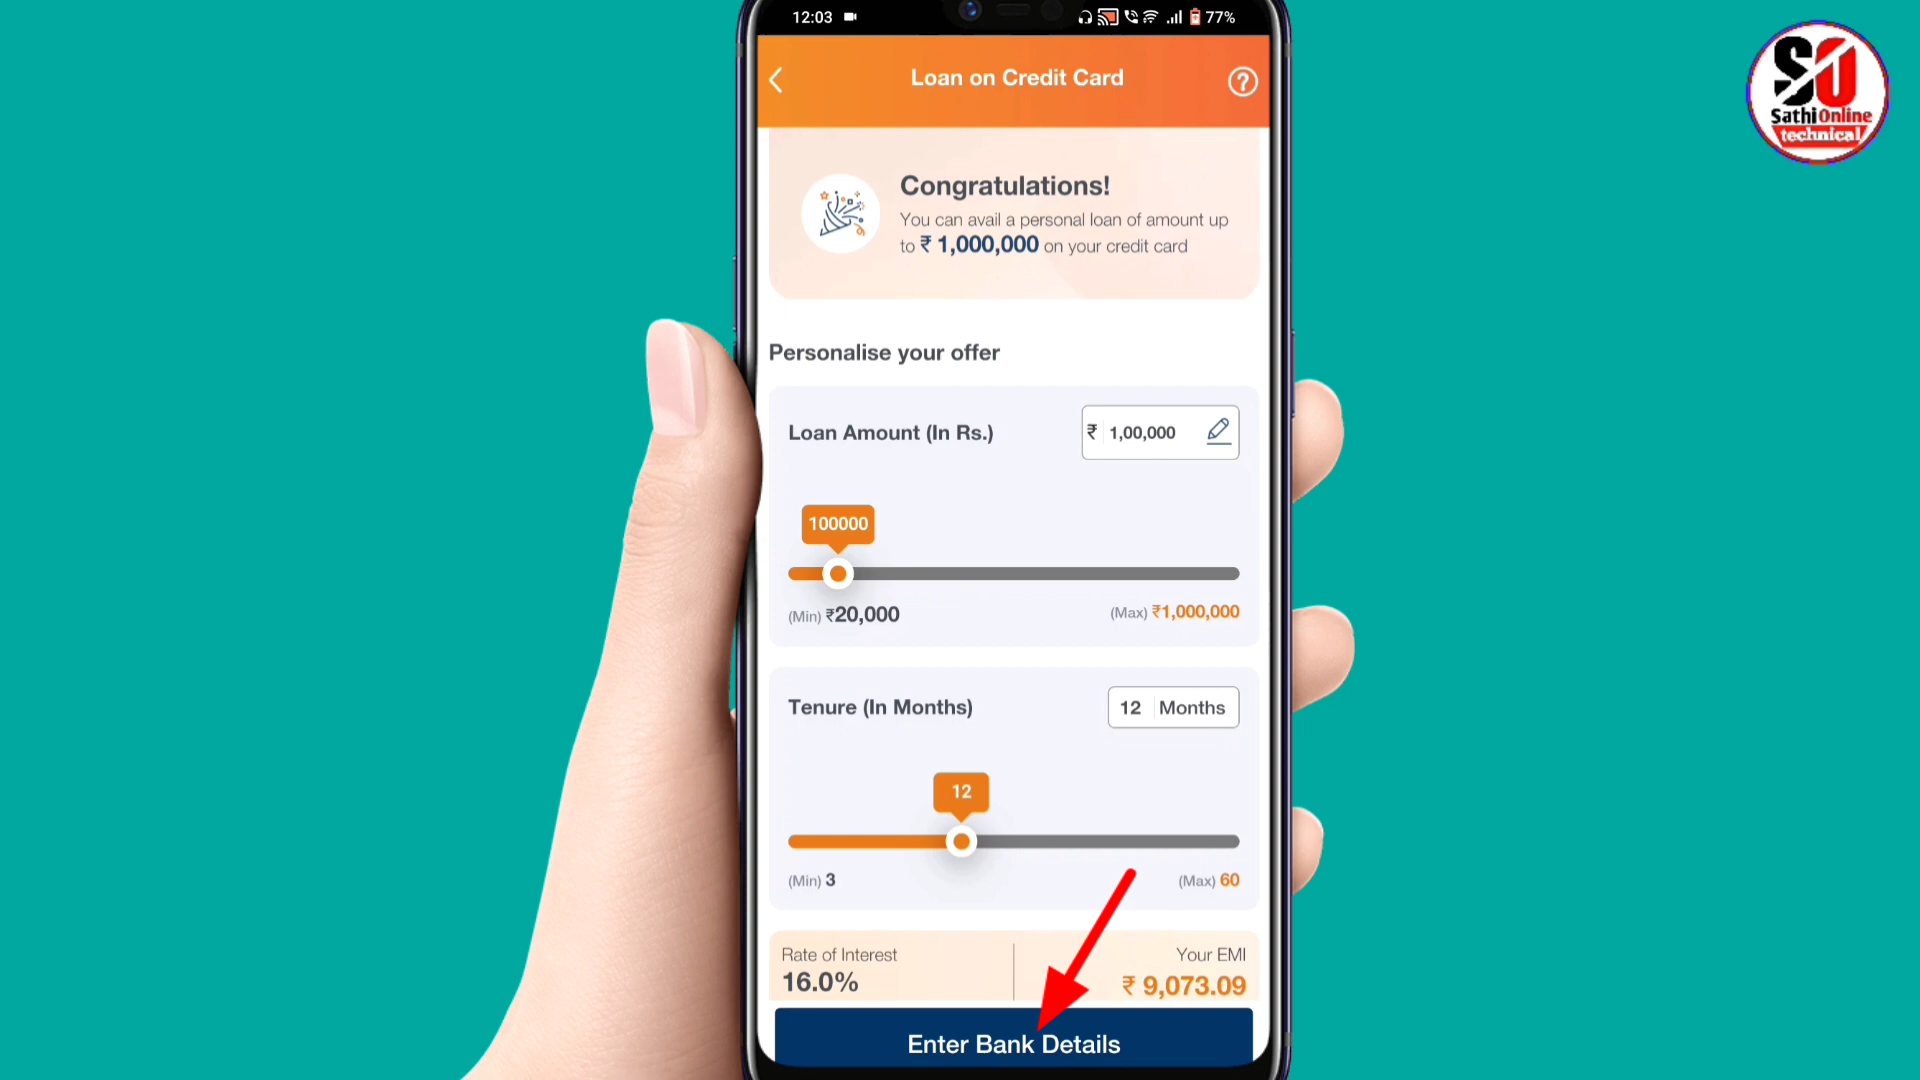 12:03
77%
Loan on Credit Card
?
SO
Sathi Online
technical
Congratulations!
You can avail a personal loan of amount up
to ₹ 1,000,000 on your credit card
Personalise your offer
Loan Amount (In Rs.)
₹ 1,00,000
100000
(Min) ₹20,000
(Max) ₹1,000,000
Tenure (In Months)
12 Months
12
(Min) 3
(Max) 60
Rate of Interest
Your EMI
16.0%
₹ 9,073.09
Enter Bank Details